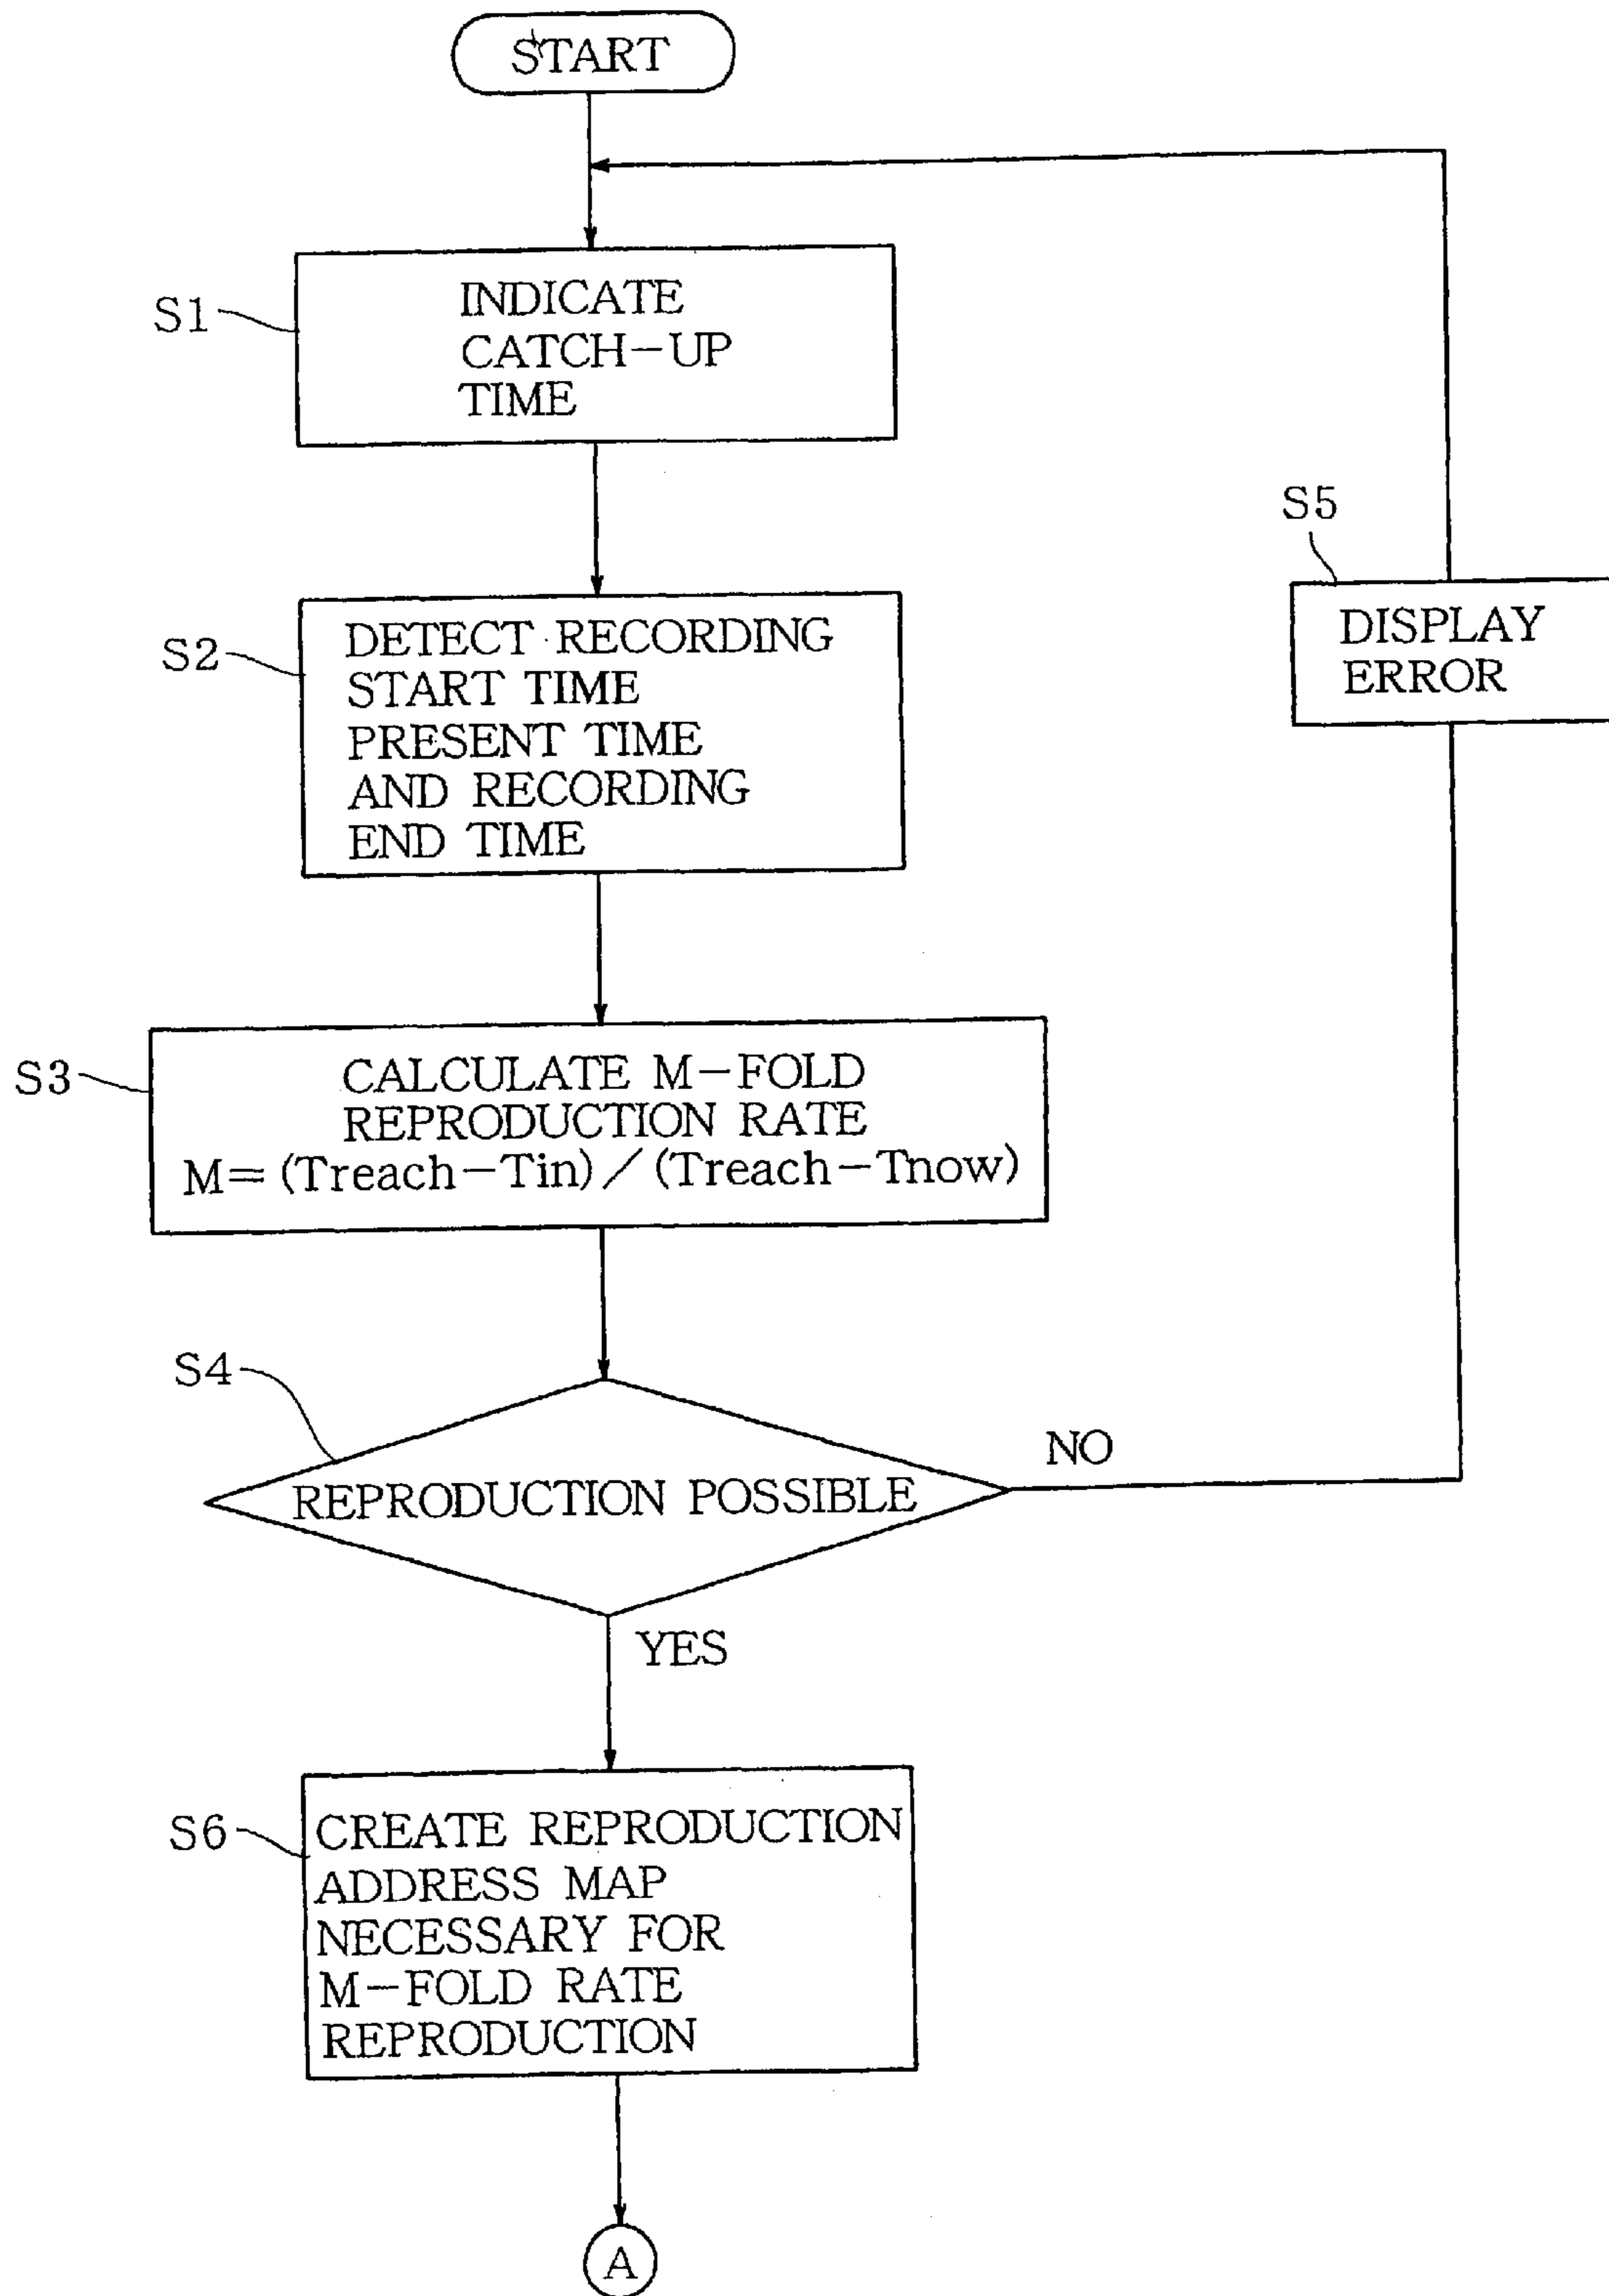 START
S1
INDICATE
CATCH-UP
TIME
S2
DETECT RECORDING
START TIME
PRESENT TIME
AND RECORDING
END TIME
S3
CALCULATE M-FOLD
REPRODUCTION RATE
M=(Treach-Tin)/(Treach-Tnow)
S4
REPRODUCTION POSSIBLE
NO
S5
DISPLAY
ERROR
YES
S6
CREATE REPRODUCTION
ADDRESS MAP
NECESSARY FOR
M-FOLD RATE
REPRODUCTION
A